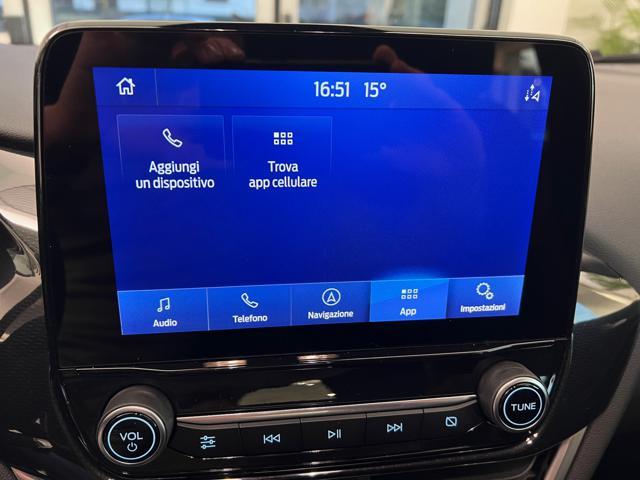 16:51 15°
Aggiungi
un dispositivo
Trova
app cellulare
Audio
Telefono
Navigazione
App
Impostazioni
VOL
TUNE